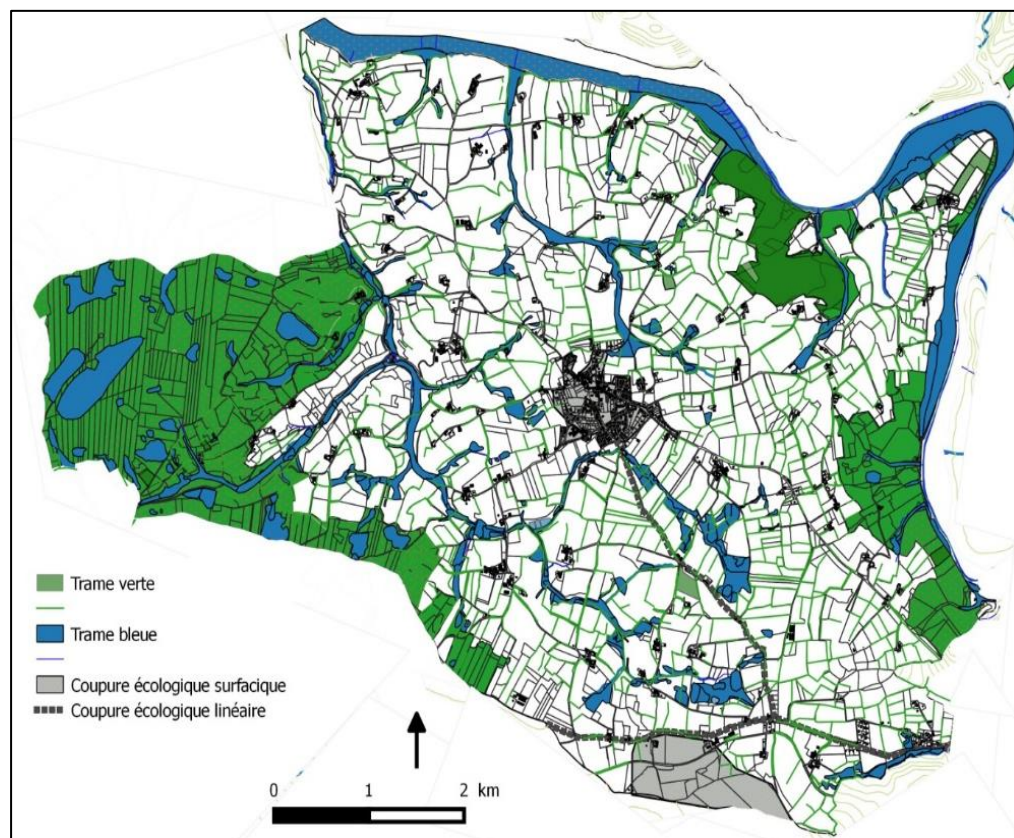 Trame verte
Trame bleue
Coupure écologique surfacique
Coupure écologique linéaire
0 1 2 km